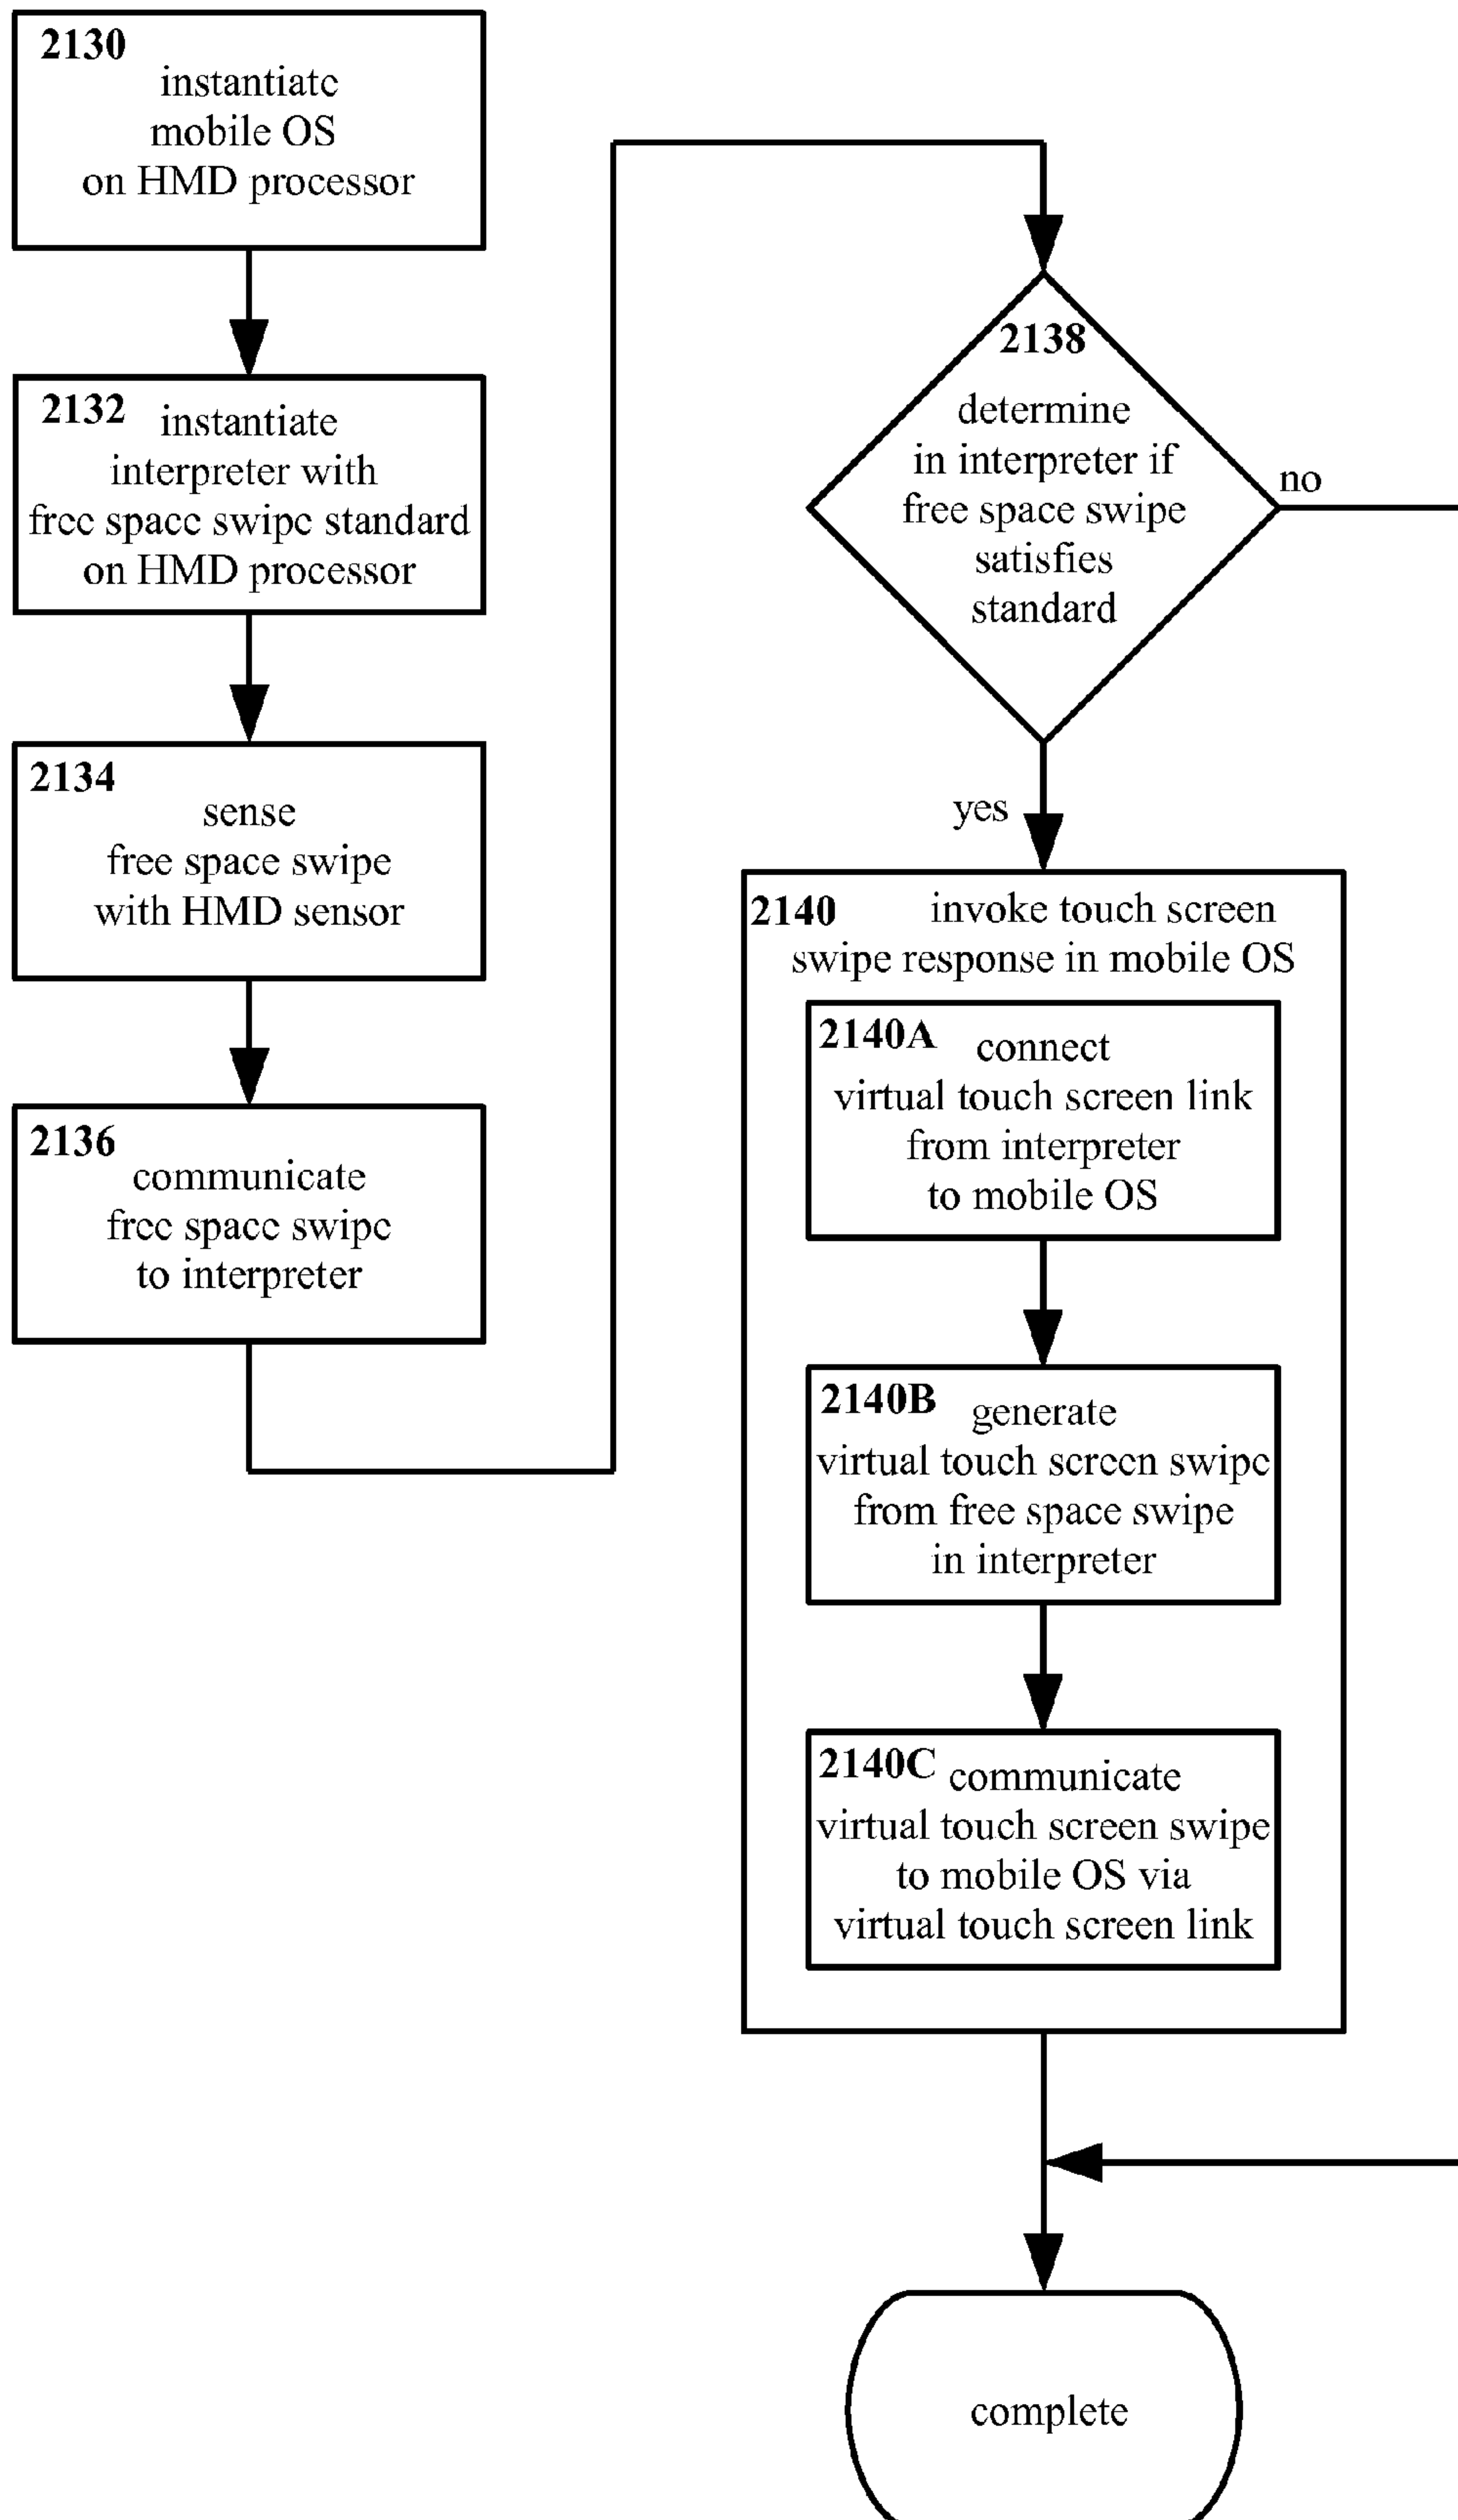 2130
instantiate
mobile OS
on HMD processor
2132 instantiate
interpreter with
free space swipe standard
on HMD processor
2134
sense
free space swipe
with HMD sensor
2136
communicate
free space swipe
to interpreter
2138
determine
in interpreter if
free space swipe
satisfies
standard
no
yes
2140 invoke touch screen
swipe response in mobile OS
2140A connect
virtual touch screen link
from interpreter
to mobile OS
2140B generate
virtual touch screen swipe
from free space swipe
in interpreter
2140C communicate
virtual touch screen swipe
to mobile OS via
virtual touch screen link
complete